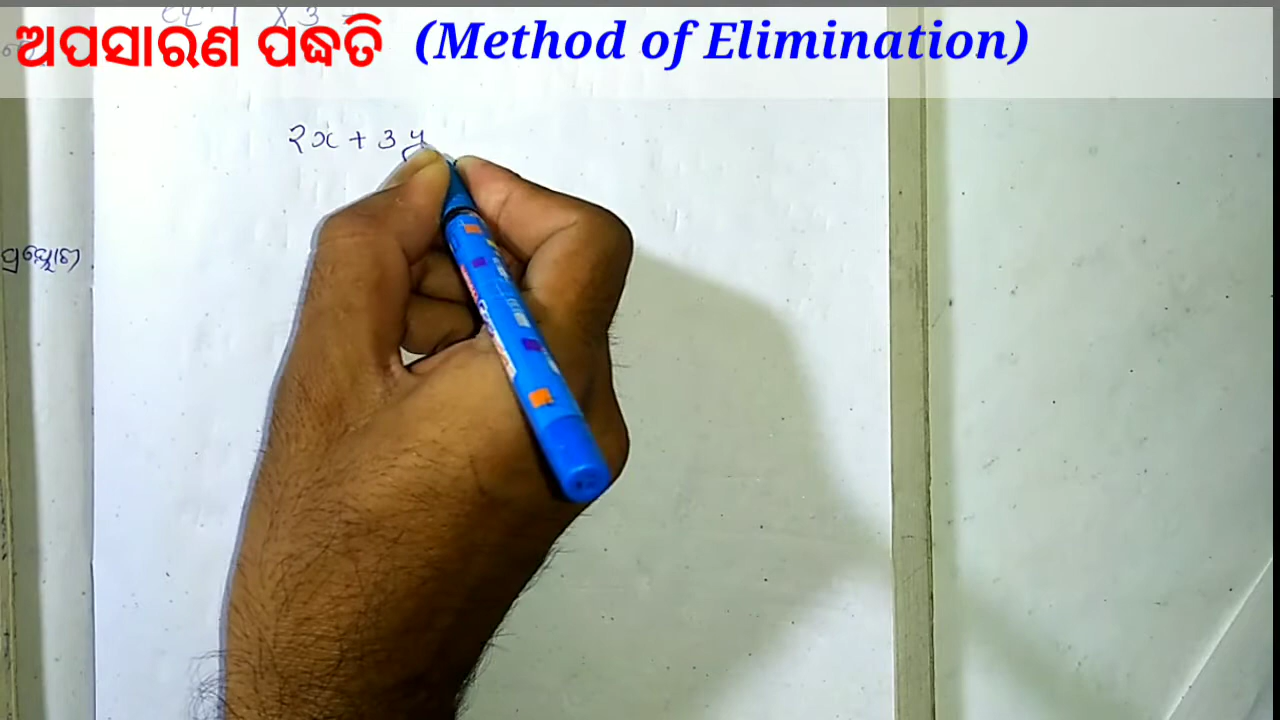 ଅପସାରଣ ପଦ୍ଧତି (Method of Elimination)
2x + 3y